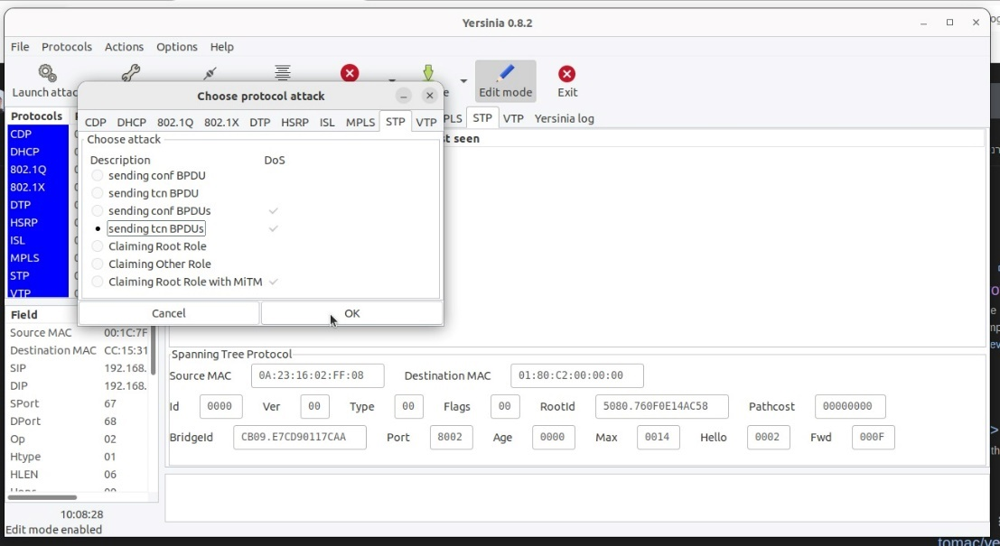 Yersinia 0.8.2
File Protocols Actions Options Help
Launch attac
Edit mode Exit
Choose protocol attack
Protocols
CDP DHCP 802.1Q 802.1X DTP HSRP ISL MPLS STP VTP
PLS STP VTP Yersinia log
Choose attack
st seen
Description DoS
sending conf BPDU
sending tcn BPDU
sending conf BPDUs
sending tcn BPDUs
Claiming Root Role
Claiming Other Role
Claiming Root Role with MiTM
Cancel OK
CDP
DHCP
802.1Q
802.1X
DTP
HSRP
ISL
MPLS
STP
VTP
Field
Source MAC 00:1C:7F
Destination MAC CC:15:31
SIP 192.168.
DIP 192.168.
SPort 67
DPort 68
Op 02
Htype 01
HLEN 06
Spanning Tree Protocol
Source MAC 0A:23:16:02:FF:08 Destination MAC 01:80:C2:00:00:00
Id 0000 Ver 00 Type 00 Flags 00 RootId 5080.760F0E14AC58 Pathcost 00000000
BridgeId CB09.E7CD90117CAA Port 8002 Age 0000 Max 0014 Hello 0002 Fwd 000F
10:08:28
Edit mode enabled
tomac/ye